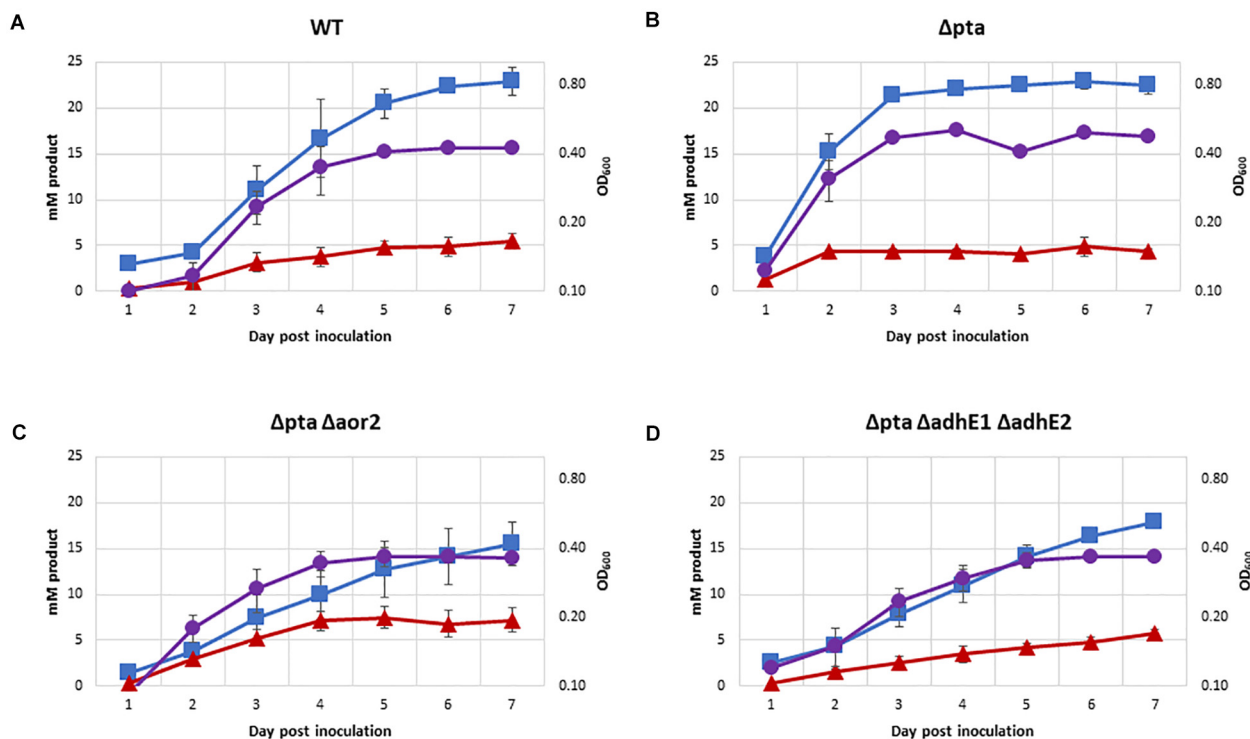 A
WT
25
20
15
10
5
0
mM product
0.80
0.40
0.20
0.10
OD600
1 2 3 4 5 6 7
Day post inoculation
B
Δpta
25
20
15
10
5
0
mM product
0.80
0.40
0.20
0.10
OD600
1 2 3 4 5 6 7
Day post inoculation
C
Δpta Δaor2
25
20
15
10
5
0
mM product
0.80
0.40
0.20
0.10
OD600
1 2 3 4 5 6 7
Day post inoculation
D
Δpta ΔadhE1 ΔadhE2
25
20
15
10
5
0
mM product
0.80
0.40
0.20
0.10
OD600
1 2 3 4 5 6 7
Day post inoculation